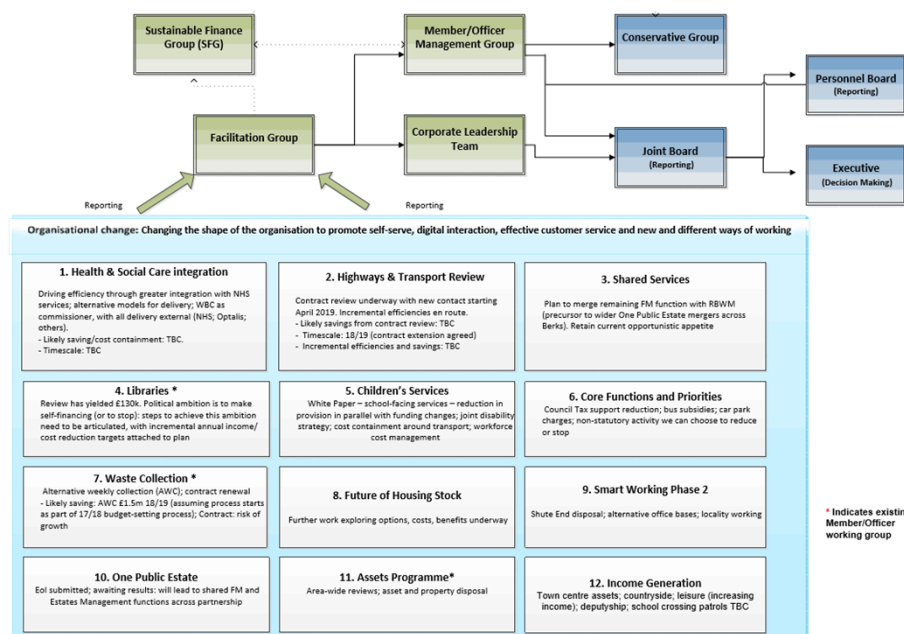 Sustainable Finance
Group (SFG)
Member/Officer
Management Group
Conservative Group
Personnel Board
(Reporting)
Facilitation Group
Corporate Leadership
Team
Joint Board
(Reporting)
Executive
(Decision Making)
Reporting
Reporting
Organisational change: Changing the shape of the organisation to promote self-serve, digital interaction, effective customer service and new and different ways of working
1. Health & Social Care integration
Driving efficiency through greater integration with NHS
services; alternative models for delivery; WBC as
commissioner, with all delivery external (NHS; Optalis;
others).
- Likely saving/cost containment: TBC.
- Timescale: TBC
2. Highways & Transport Review
Contract review underway with new contact starting
April 2019. Incremental efficiencies en route.
- Likely savings from contract review: TBC
- Timescale: 18/19 (contract extension agreed)
- Incremental efficiencies and savings: TBC
3. Shared Services
Plan to merge remaining FM function with RBWM
(precursor to wider One Public Estate mergers across
Berks). Retain current opportunistic appetite
4. Libraries *
Review has yielded £130k. Political ambition is to make
self-financing (or to stop): steps to achieve this ambition
need to be articulated, with incremental annual income/
cost reduction targets attached to plan
5. Children's Services
White Paper – school-facing services – reduction in
provision in parallel with funding changes; joint disability
strategy; cost containment around transport; workforce
cost management
6. Core Functions and Priorities
Council Tax support reduction; bus subsidies; car park
charges; non-statutory activity we can choose to reduce
or stop
7. Waste Collection *
Alternative weekly collection (AWC); contract renewal
- Likely saving: AWC £1.5m 18/19 (assuming process starts
as part of 17/18 budget-setting process); Contract: risk of
growth
8. Future of Housing Stock
Further work exploring options, costs, benefits underway
9. Smart Working Phase 2
Shute End disposal; alternative office bases; locality working
* Indicates existin
Member/Officer
working group
10. One Public Estate
EoI submitted; awaiting results: will lead to shared FM and
Estates Management functions across partnership
11. Assets Programme*
Area-wide reviews; asset and property disposal
12. Income Generation
Town centre assets; countryside; leisure (increasing
income); deputyship; school crossing patrols TBC